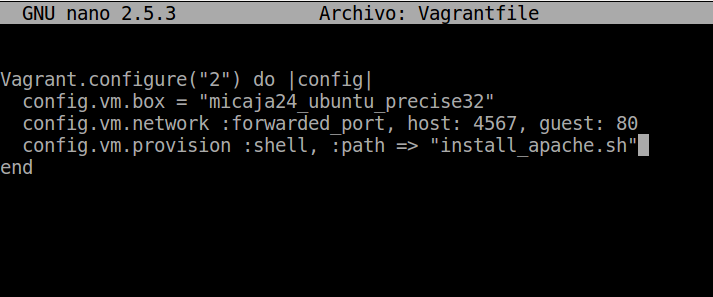 GNU nano 2.5.3 Archivo: Vagrantfile
Vagrant.configure("2") do |config|
config.vm.box = "micaja24_ubuntu_precise32"
config.vm.network :forwarded_port, host: 4567, guest: 80
config.vm.provision :shell, :path => "install_apache.sh"
end